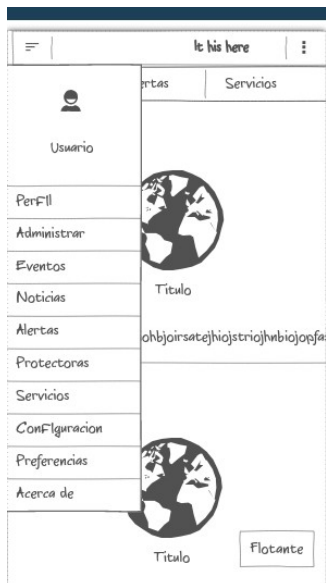 It his here
ertas
Servicios
Usuario
PerFIl
Administrar
Eventos
Noticias
Alertas
Protectoras
Servicios
ConFIguracion
Preferencias
Acerca de
Titulo
ohbjoirsatejhiojstriojhnbiojopfa
Titulo
Flotante